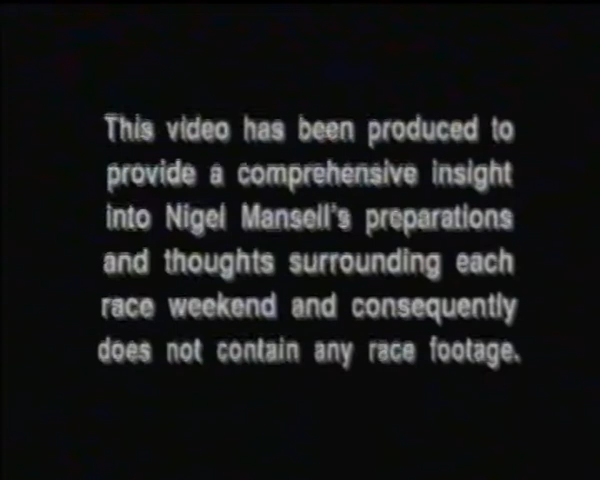 This video has been produced to
provide a comprehensive insight
into Nigel Mansell's preparations
and thoughts surrounding each
race weekend and consequently
does not contain any race footage.